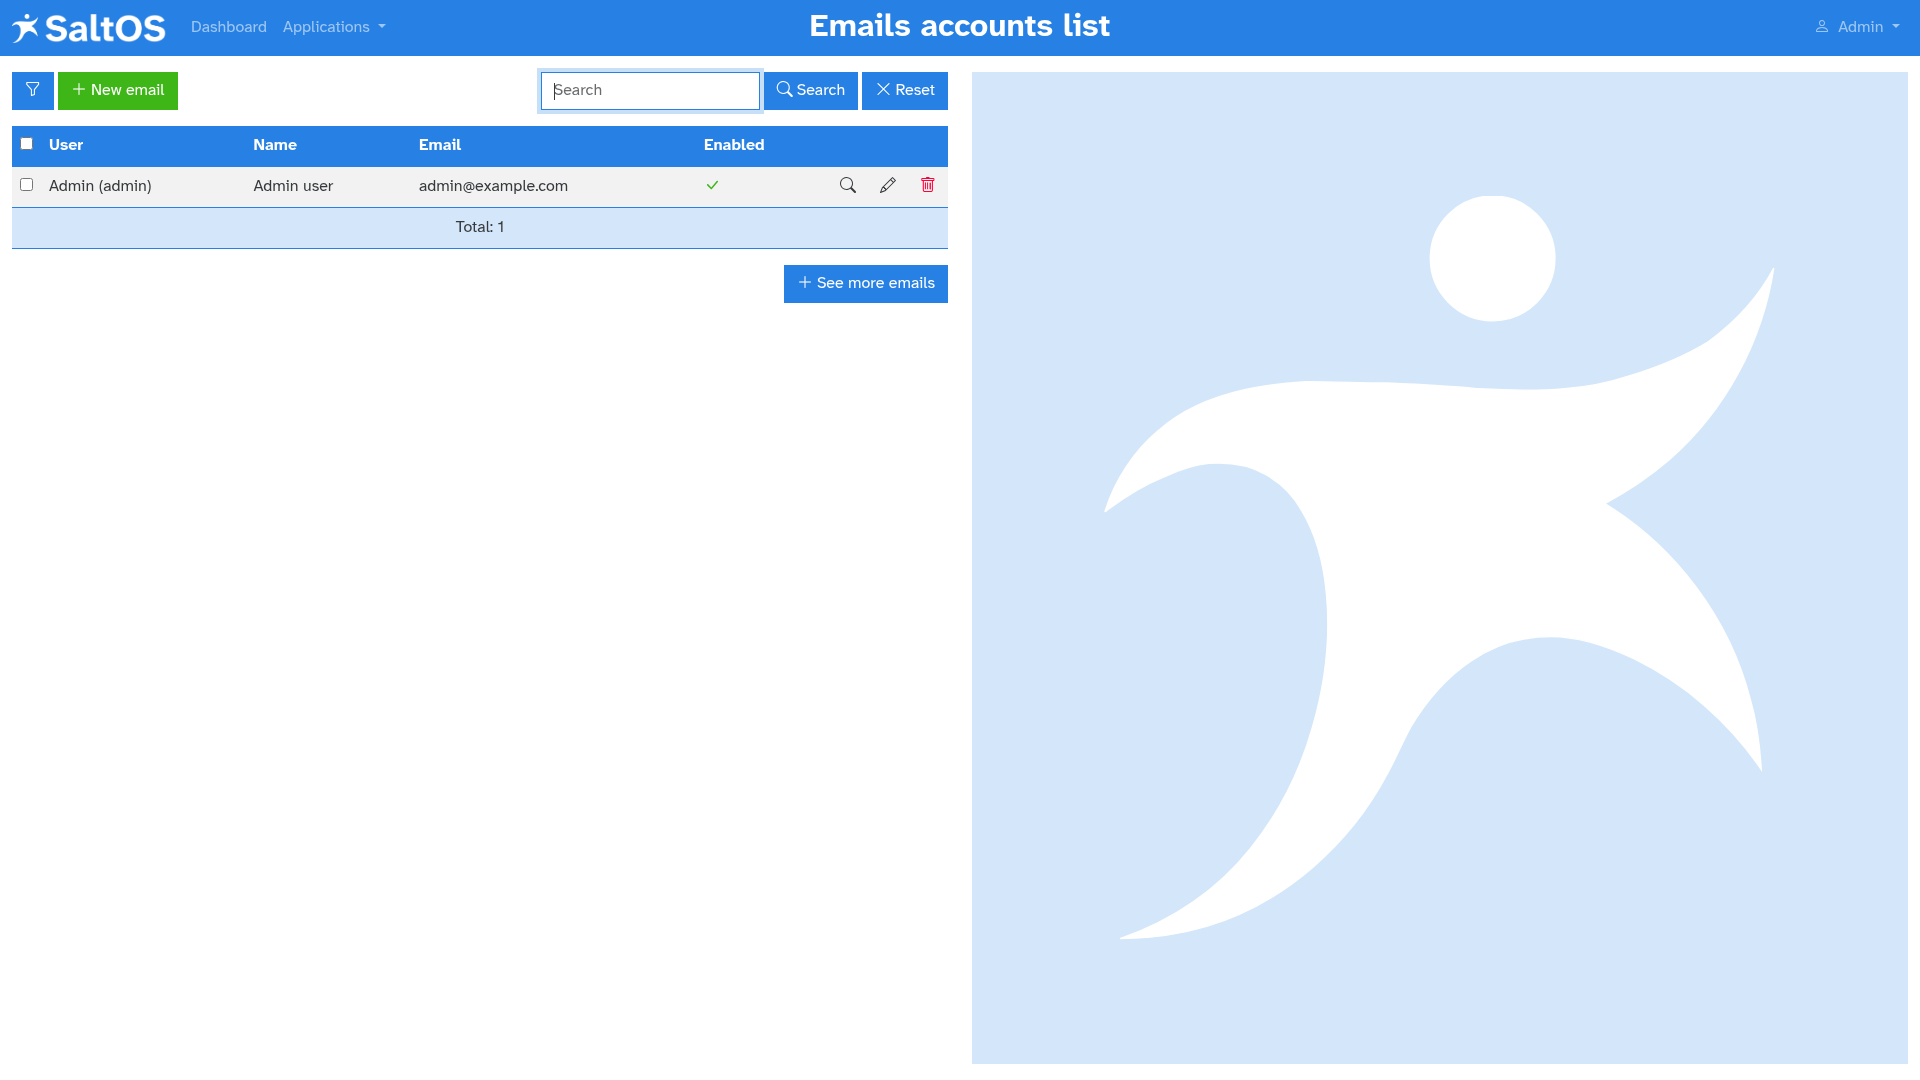 SaltOS Dashboard Applications Emails accounts list Admin
New email Search Search Reset
User Name Email Enabled
Admin (admin) Admin user admin@example.com
Total: 1
See more emails